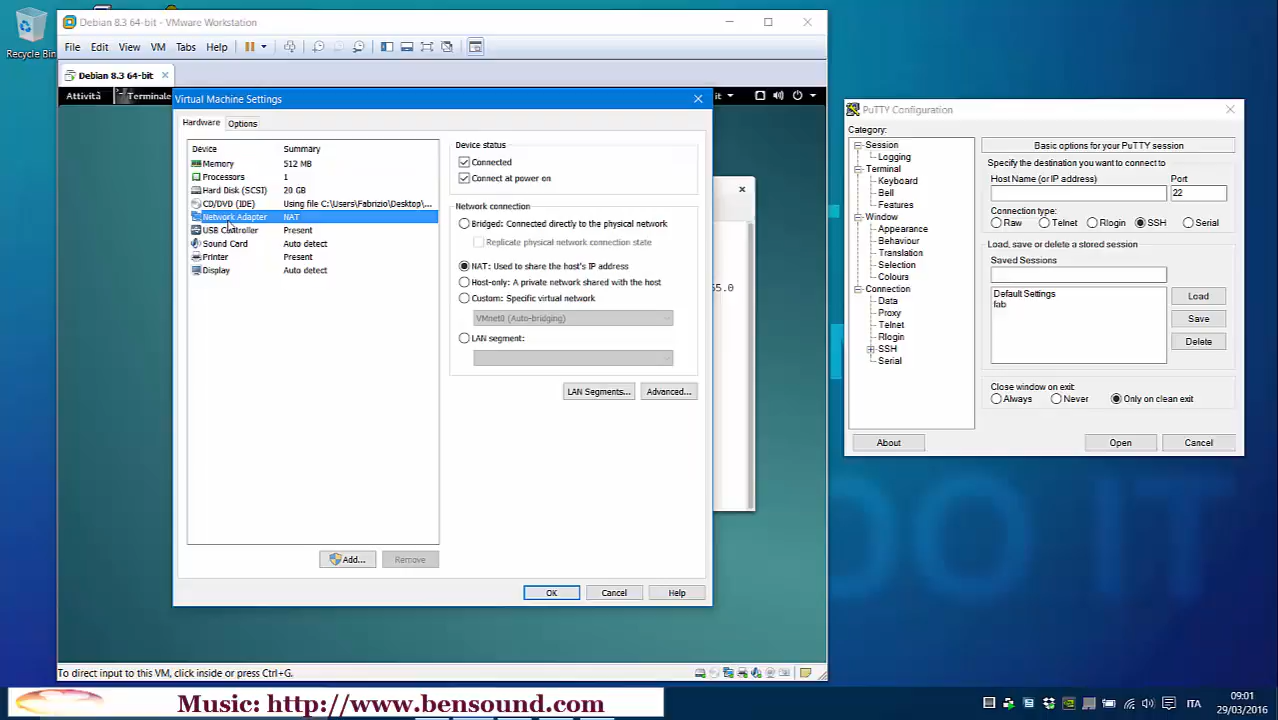 Recycle Bin
Debian 8.3 64-bit - VMware Workstation
File Edit View VM Tabs Help
Debian 8.3 64-bit
Attività Terminale it
Virtual Machine Settings
Hardware Options
Device Summary
Memory 512 MB
Processors 1
Hard Disk (SCSI) 20 GB
CD/DVD (IDE) Using file C:\Users\Fabrizio\Desktop\...
Network Adapter NAT
USB Controller Present
Sound Card Auto detect
Printer Present
Display Auto detect
Add... Remove
Device status
Connected
Connect at power on
Network connection
Bridged: Connected directly to the physical network
Replicate physical network connection state
NAT: Used to share the host's IP address
Host-only: A private network shared with the host
Custom: Specific virtual network
VMnet0 (Auto-bridging)
LAN segment:
LAN Segments... Advanced...
OK Cancel Help
55.0
To direct input to this VM, click inside or press Ctrl+G.
PuTTY Configuration
Category:
Session
Logging
Terminal
Keyboard
Bell
Features
Window
Appearance
Behaviour
Translation
Selection
Colours
Connection
Data
Proxy
Telnet
Rlogin
SSH
Serial
Basic options for your PuTTY session
Specify the destination you want to connect to
Host Name (or IP address) Port
22
Connection type:
Raw Telnet Rlogin SSH Serial
Load, save or delete a stored session
Saved Sessions
Default Settings
fab
Load
Save
Delete
Close window on exit:
Always Never Only on clean exit
About Open Cancel
DO IT
Music: http://www.bensound.com
ITA
09:01
29/03/2016